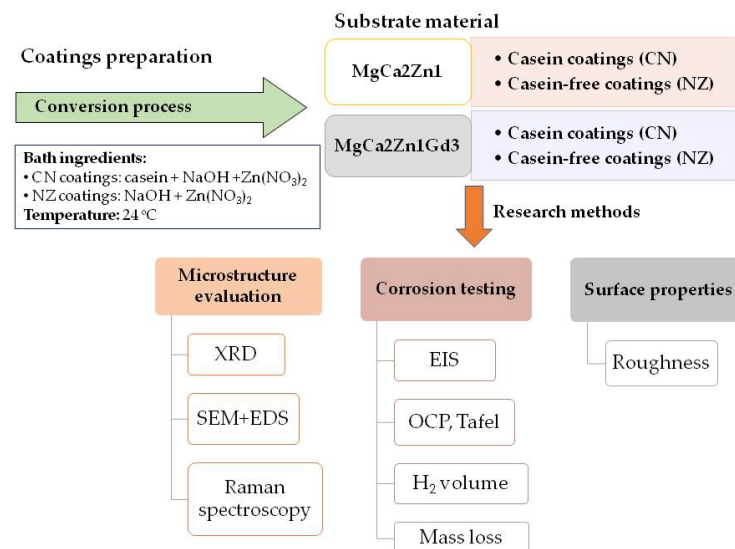 Substrate material
Coatings preparation
Conversion process
MgCa2Zn1
• Casein coatings (CN)
• Casein-free coatings (NZ)
MgCa2Zn1Gd3
• Casein coatings (CN)
• Casein-free coatings (NZ)
Bath ingredients:
• CN coatings: casein + NaOH +Zn(NO₃)₂
• NZ coatings: NaOH + Zn(NO₃)₂
Temperature: 24 °C
Research methods
Microstructure
evaluation
XRD
SEM+EDS
Raman
spectroscopy
Corrosion testing
EIS
OCP, Tafel
H₂ volume
Mass loss
Surface properties
Roughness